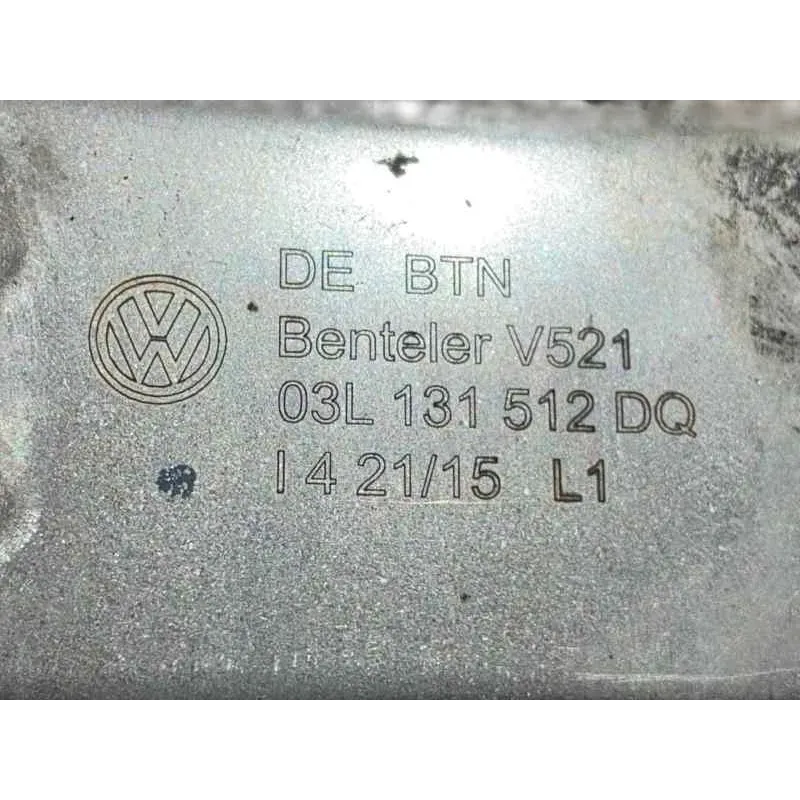 DE BTN
Benteler V521
03L 131 512 DQ
I 4 21/15 L1